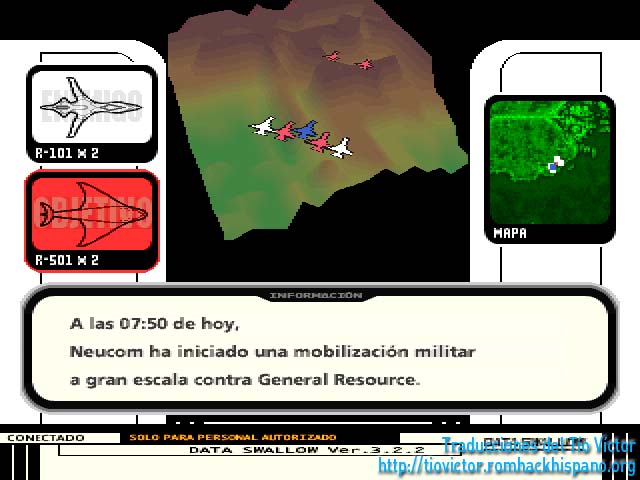 ENEMIGO
R-101 × 2
OBJETIVO
R-501 × 2
MAPA
INFORMACIÓN
A las 07:50 de hoy,
Neucom ha iniciado una mobilización militar
a gran escala contra General Resource.
CONECTADO
SOLO PARA PERSONAL AUTORIZADO
DATA SWALLOW Ver.3.2.2
Traducciones del Tío Víctor
http://tiovictor.romhackhispano.org